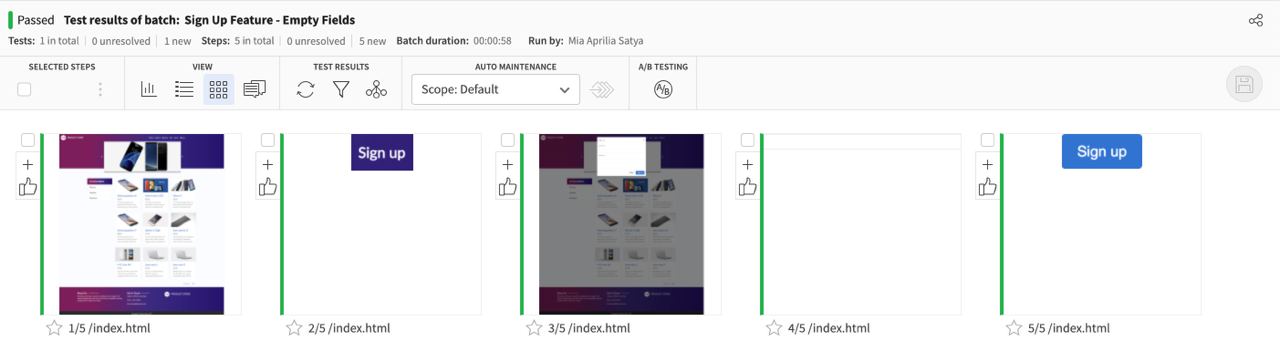 Passed Test results of batch: Sign Up Feature - Empty Fields
Tests: 1 in total 0 unresolved 1 new Steps: 5 in total 0 unresolved 5 new Batch duration: 00:00:58 Run by: Mia Aprilia Satya
SELECTED STEPS VIEW TEST RESULTS AUTO MAINTENANCE A/B TESTING
Scope: Default A/B
Sign up Sign up
1/5 /index.html 2/5 /index.html 3/5 /index.html 4/5 /index.html 5/5 /index.html